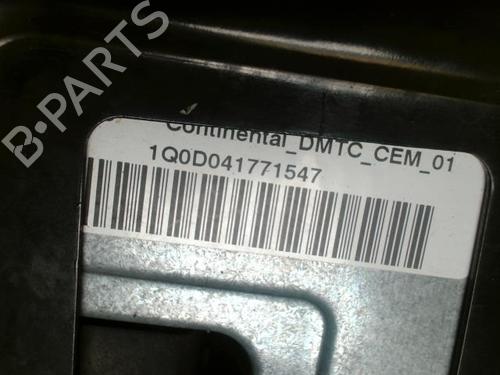 B-PARTS
Continental_DMTC_CEM_01
1Q0D041771547